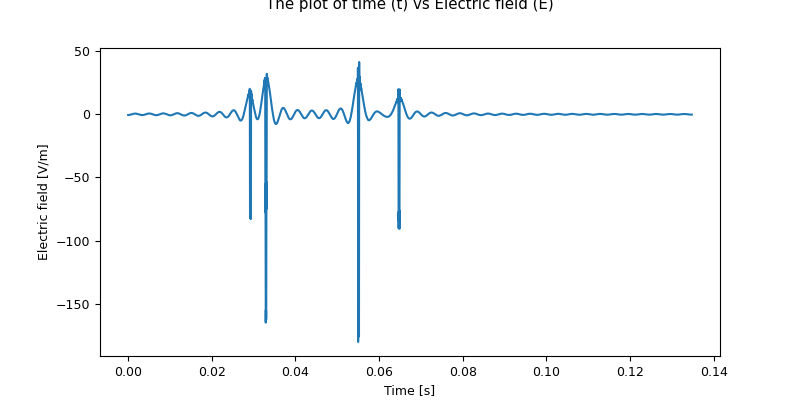 The plot of time (t) vs Electric field (E)
50
0
−50
−100
−150
Electric field [V/m]
0.00 0.02 0.04 0.06 0.08 0.10 0.12 0.14
Time [s]